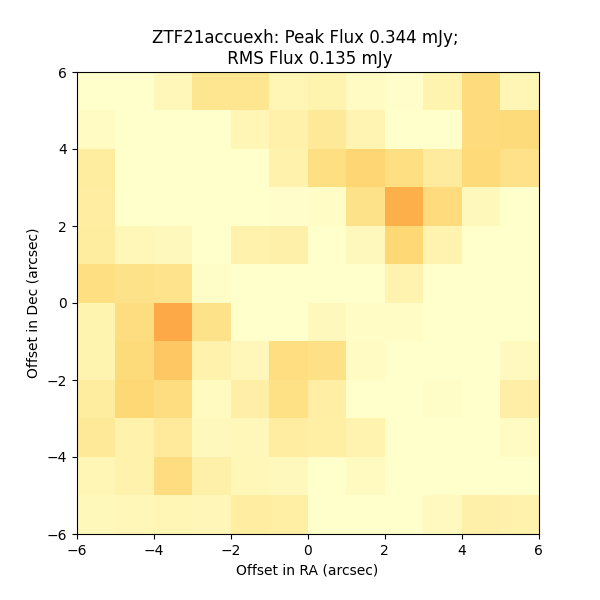 ZTF21accuexh: Peak Flux 0.344 mJy;
RMS Flux 0.135 mJy
6
4
2
0
−2
−4
−6
Offset in Dec (arcsec)
−6 −4 −2 0 2 4 6
Offset in RA (arcsec)